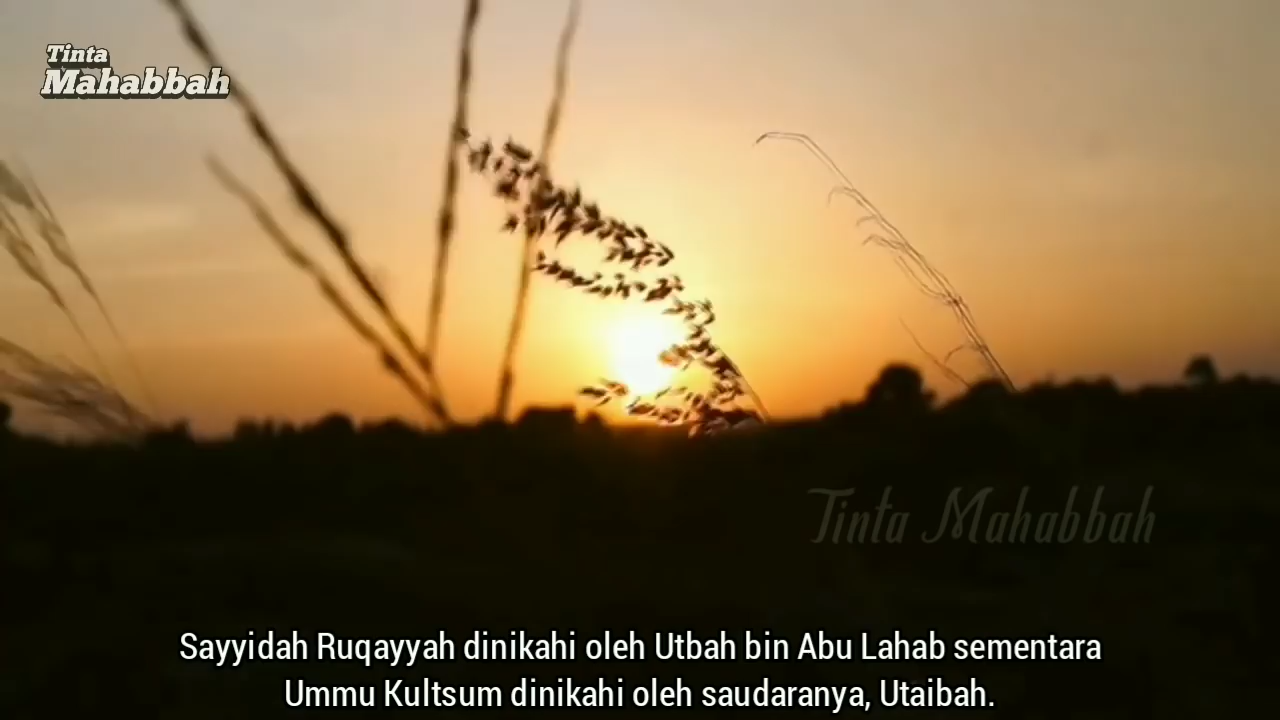 Tinta
Mahabbah
Tinta Mahabbah
Sayyidah Ruqayyah dinikahi oleh Utbah bin Abu Lahab sementara
Ummu Kultsum dinikahi oleh saudaranya, Utaibah.